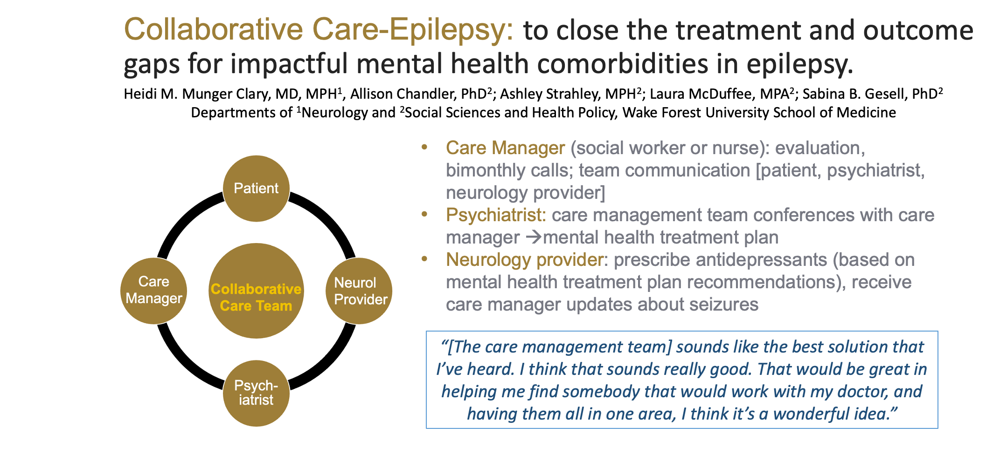 Collaborative Care-Epilepsy: to close the treatment and outcome
gaps for impactful mental health comorbidities in epilepsy.
Heidi M. Munger Clary, MD, MPH¹, Allison Chandler, PhD²; Ashley Strahley, MPH²; Laura McDuffee, MPA²; Sabina B. Gesell, PhD²
Departments of ¹Neurology and ²Social Sciences and Health Policy, Wake Forest University School of Medicine
Patient
Care
Manager
Collaborative
Care Team
Neurol
Provider
Psych-
iatrist
• Care Manager (social worker or nurse): evaluation,
bimonthly calls; team communication [patient, psychiatrist,
neurology provider]
• Psychiatrist: care management team conferences with care
manager →mental health treatment plan
• Neurology provider: prescribe antidepressants (based on
mental health treatment plan recommendations), receive
care manager updates about seizures
“[The care management team] sounds like the best solution that
I’ve heard. I think that sounds really good. That would be great in
helping me find somebody that would work with my doctor, and
having them all in one area, I think it’s a wonderful idea.”